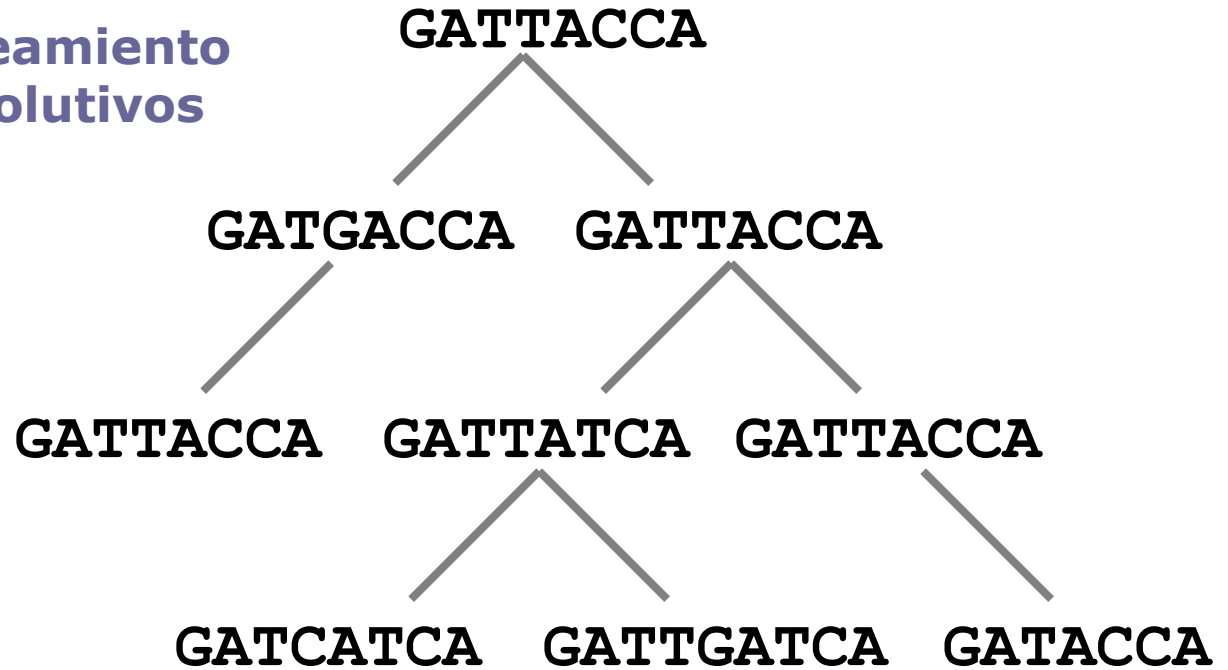 eamiento
olutivos
GATTACCA
GATGACCA GATTACCA
GATTACCA GATTATCA GATTACCA
GATCATCA GATTGATCA GATACCA